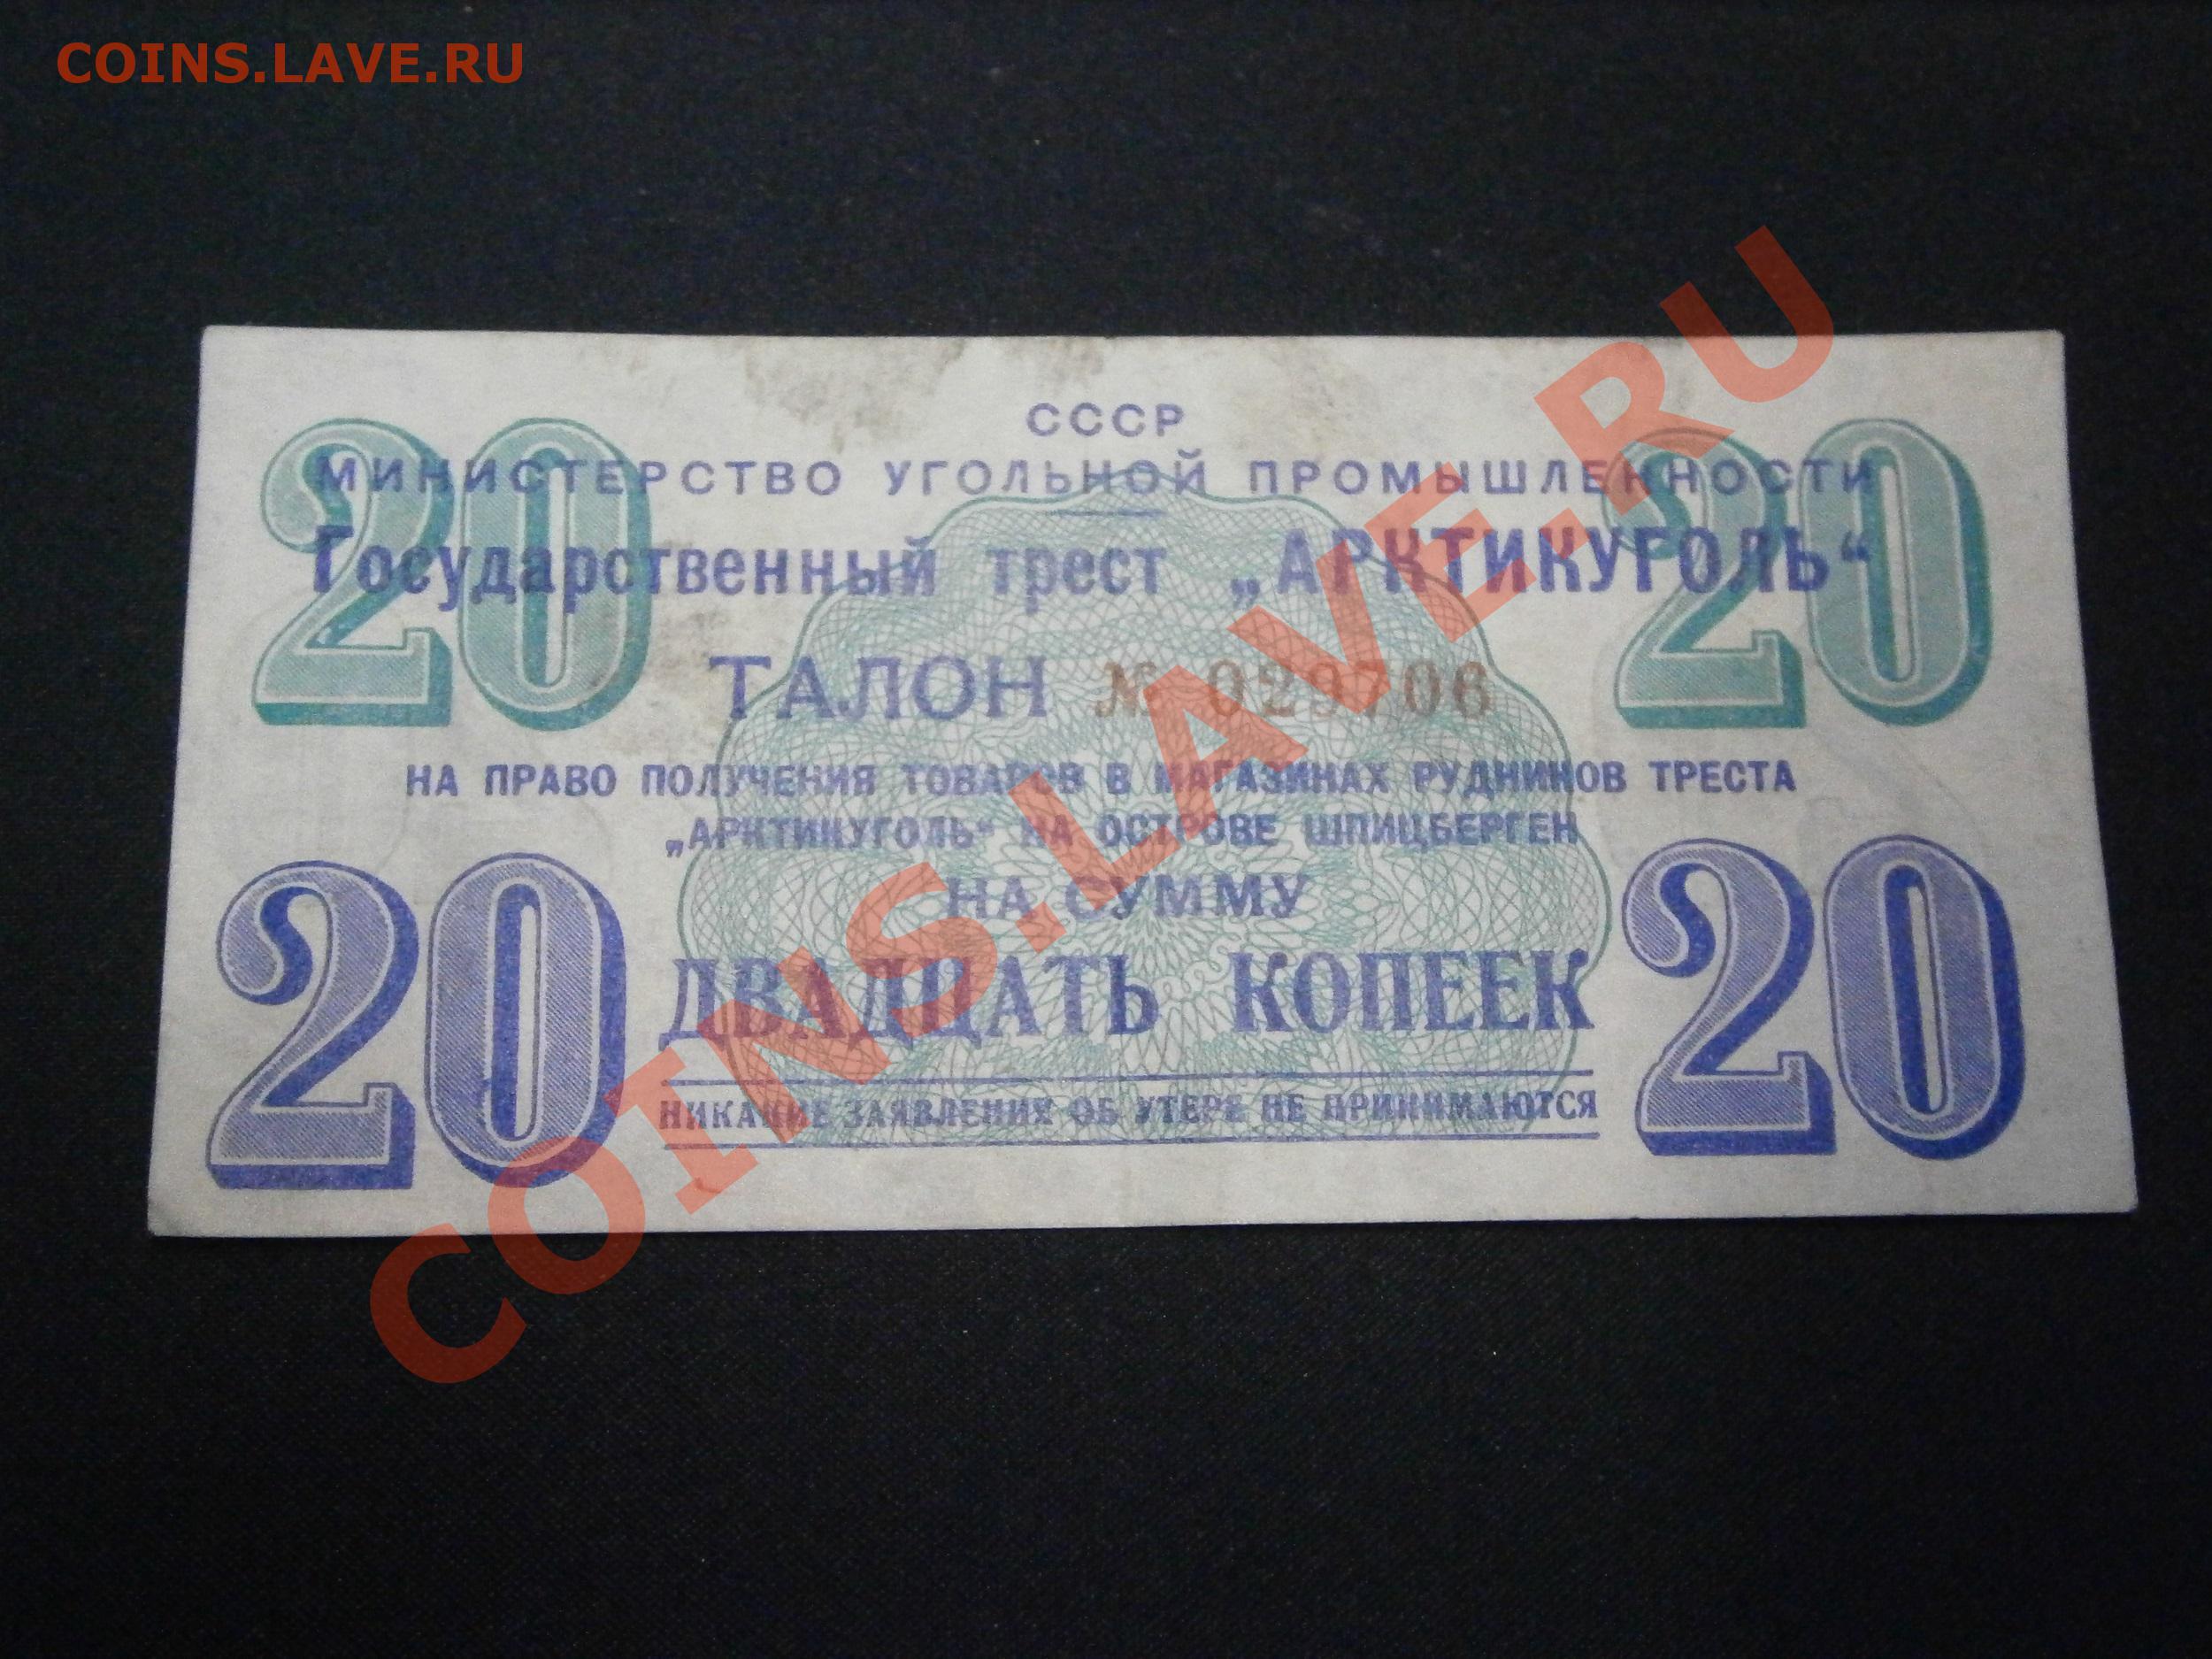 COINS.LAVE.RU
СССР
МИНИСТЕРСТВО УГОЛЬНОЙ ПРОМЫШЛЕННОСТИ
Государственный трест „АРКТИКУГОЛЬ“
20 20
ТАЛОН № 029706
НА ПРАВО ПОЛУЧЕНИЯ ТОВАРОВ В МАГАЗИНАХ РУДНИКОВ ТРЕСТА
„АРКТИКУГОЛЬ“ НА ОСТРОВЕ ШПИЦБЕРГЕН
НА СУММУ
20 ДВАДЦАТЬ КОПЕЕК 20
НИКАКИЕ ЗАЯВЛЕНИЯ ОБ УТЕРЕ НЕ ПРИНИМАЮТСЯ
COINS.LAVE.RU